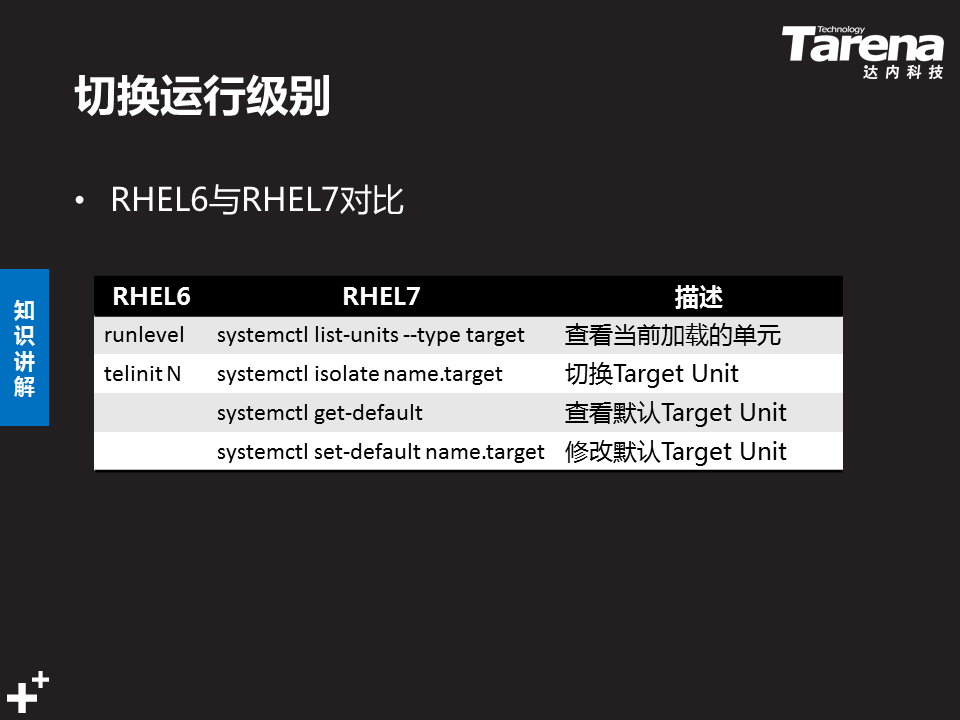 Technology
Tarena
达内科技
切换运行级别
• RHEL6与RHEL7对比
知识讲解
RHEL6 RHEL7 描述
runlevel systemctl list-units --type target 查看当前加载的单元
telinit N systemctl isolate name.target 切换Target Unit
systemctl get-default 查看默认Target Unit
systemctl set-default name.target 修改默认Target Unit